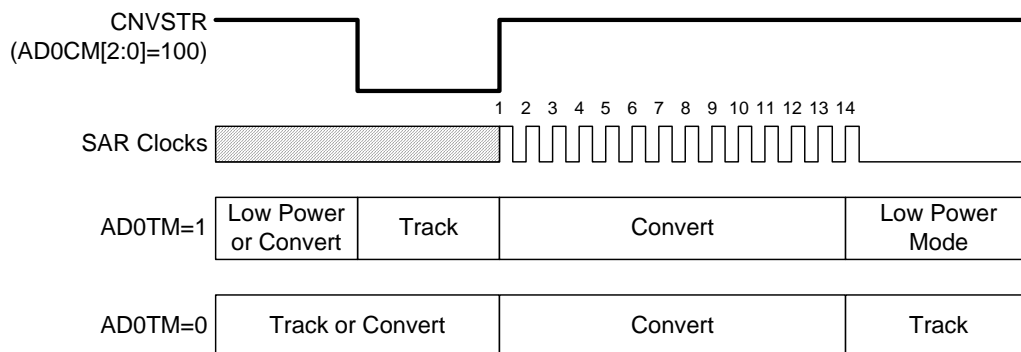 CNVSTR
(AD0CM[2:0]=100)
1 2 3 4 5 6 7 8 9 10 11 12 13 14
SAR Clocks
AD0TM=1
Low Power
or Convert
Track
Convert
Low Power
Mode
AD0TM=0
Track or Convert
Convert
Track